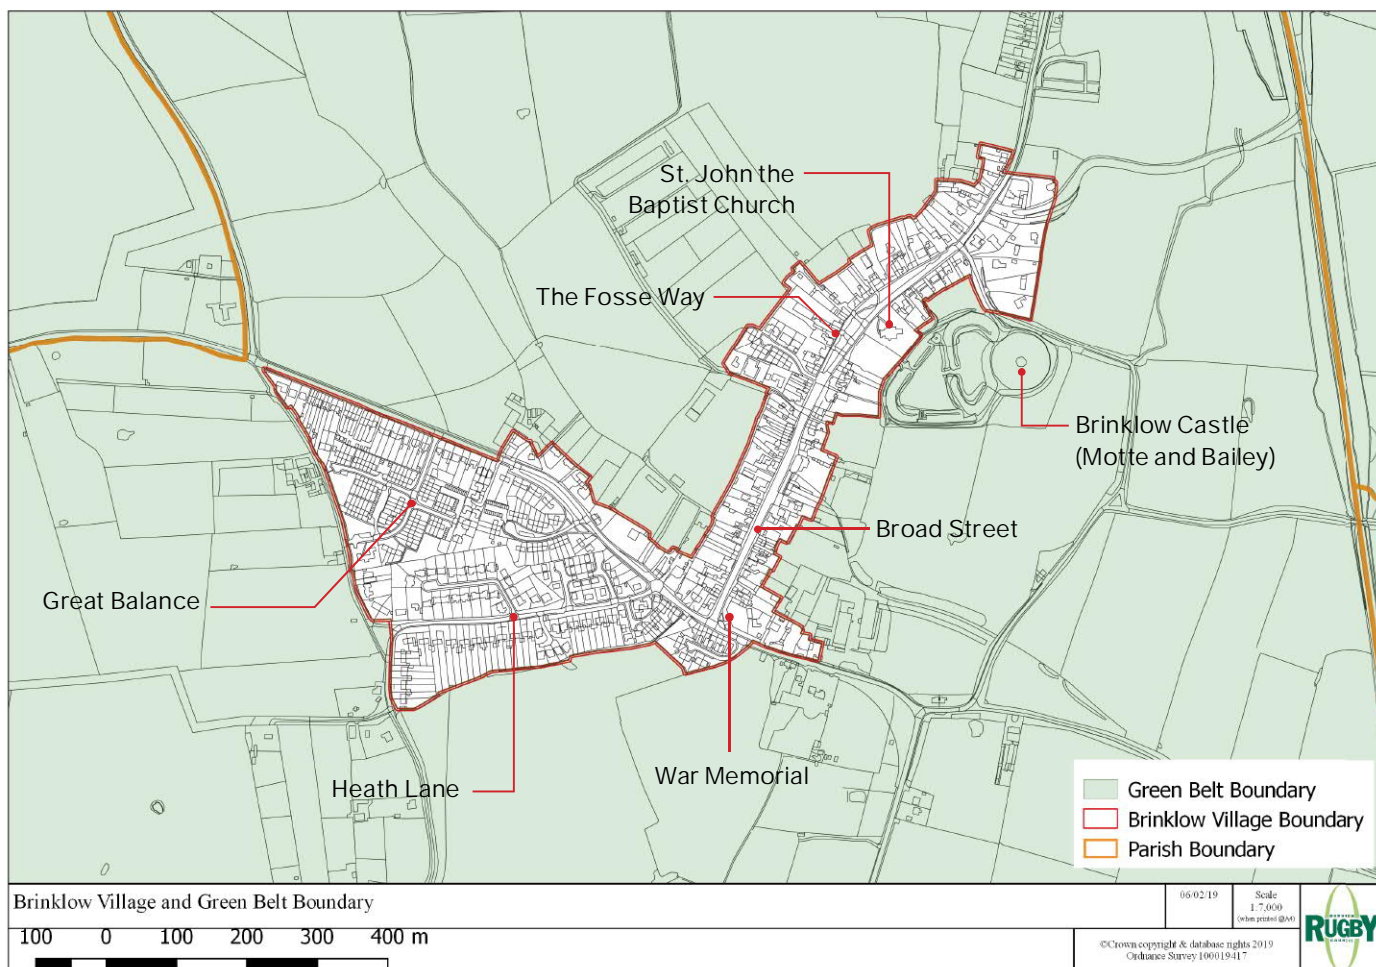 St. John the
Baptist Church
The Fosse Way
Brinklow Castle
(Motte and Bailey)
Broad Street
Great Balance
Heath Lane
War Memorial
Green Belt Boundary
Brinklow Village Boundary
Parish Boundary
Brinklow Village and Green Belt Boundary
06/02/19
Scale
1:7,000
(when printed @A4)
100 0 100 200 300 400 m
©Crown copyright & database rights 2019
Ordnance Survey 100019417
RUGBY